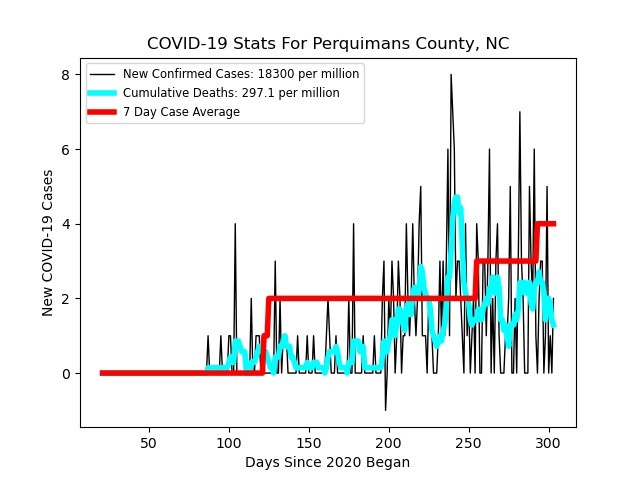 COVID-19 Stats For Perquimans County, NC
New Confirmed Cases: 18300 per million
Cumulative Deaths: 297.1 per million
7 Day Case Average
8
6
4
2
0
New COVID-19 Cases
50 100 150 200 250 300
Days Since 2020 Began